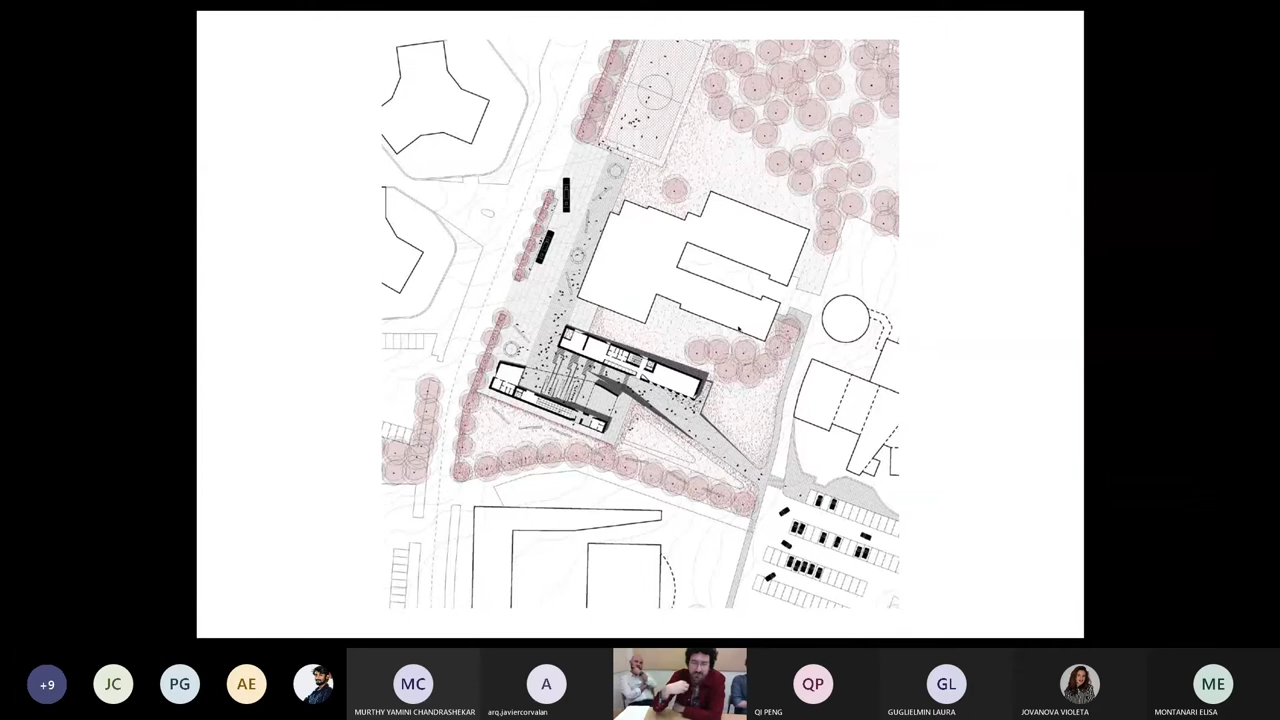 +9
JC
PG
AE
MC
A
QP
GL
ME
MURTHY YAMINI CHANDRASHEKAR
arq.javiercorvalan
QI PENG
GUGLIELMIN LAURA
JOVANOVA VIOLETA
MONTANARI ELISA